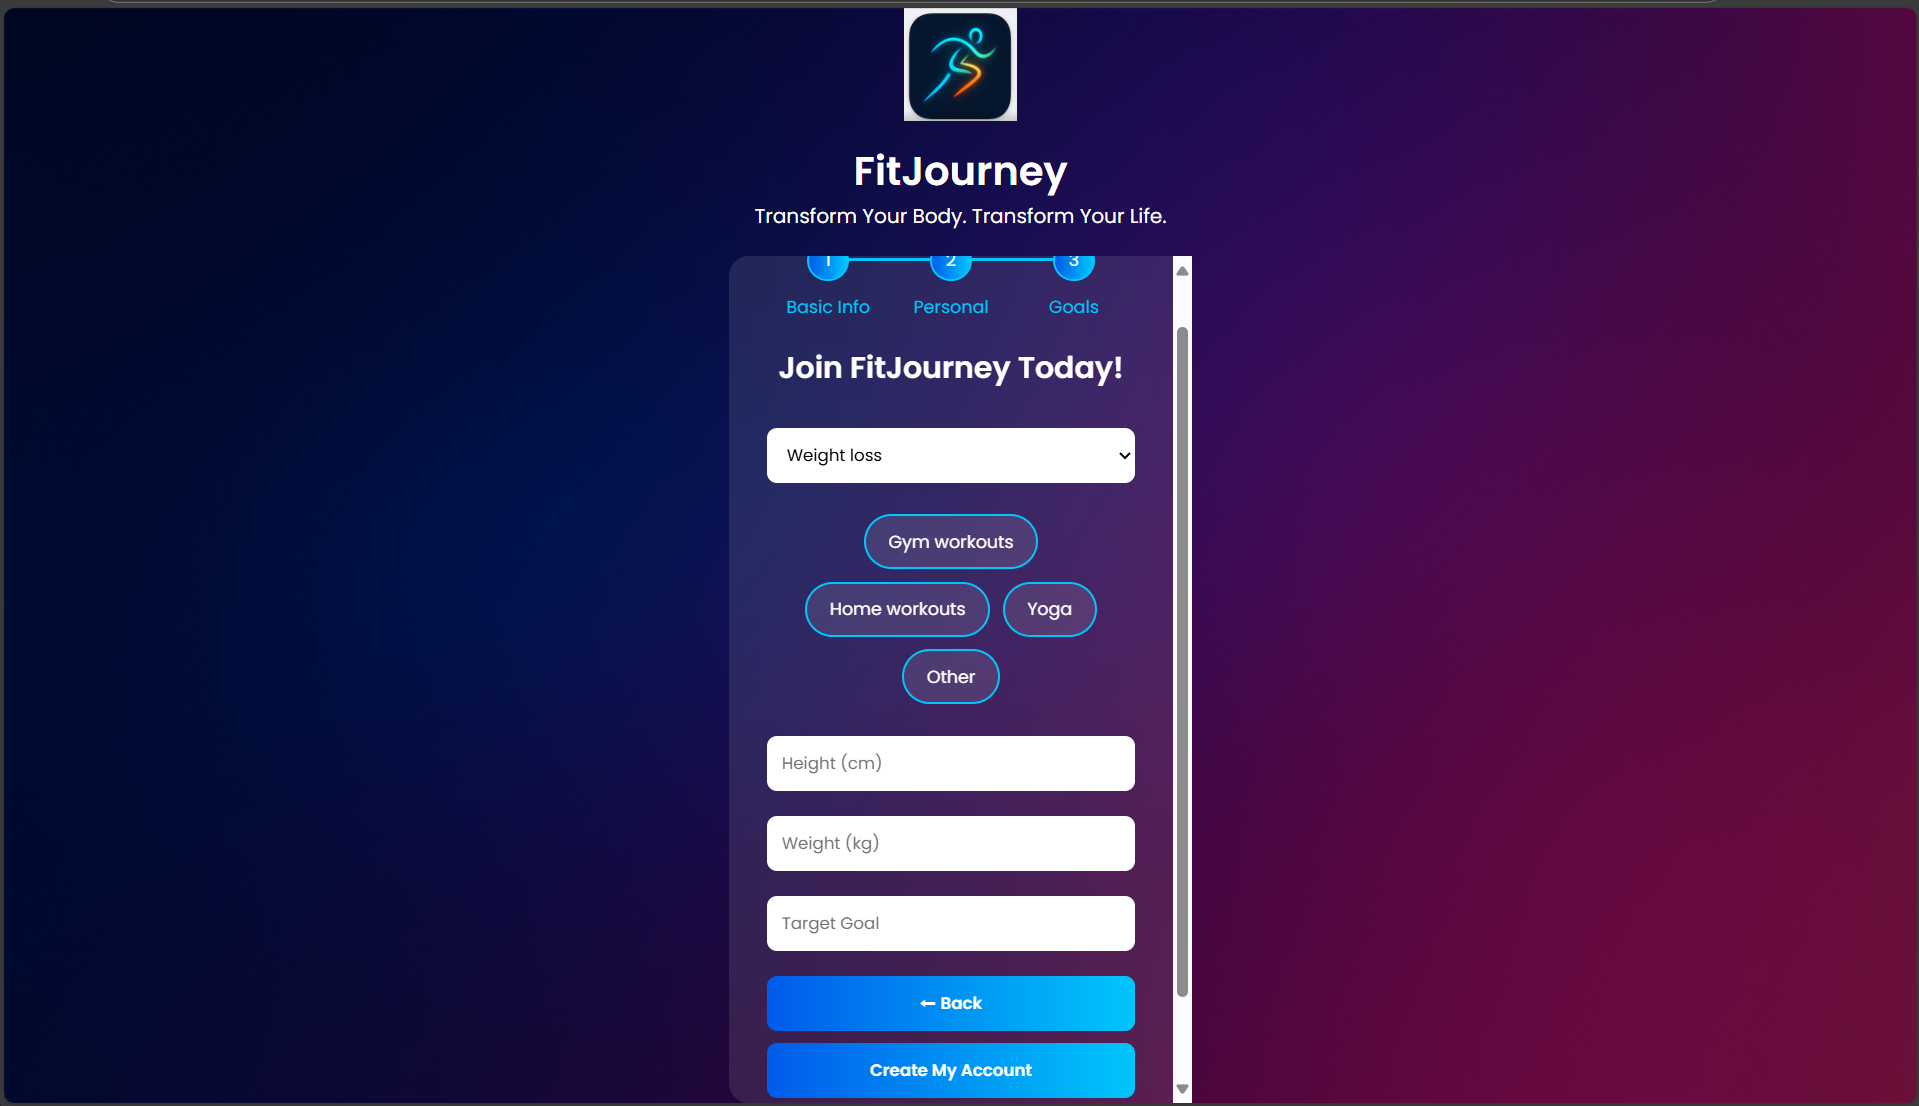 FitJourney
Transform Your Body. Transform Your Life.
1 2 3
Basic Info Personal Goals
Join FitJourney Today!
Weight loss
Gym workouts
Home workouts Yoga
Other
Height (cm)
Weight (kg)
Target Goal
← Back
Create My Account